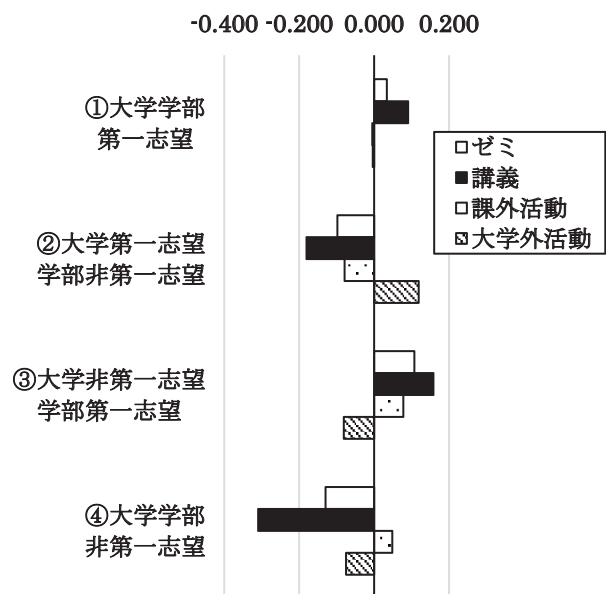 -0.400 -0.200 0.000 0.200
①大学学部
第一志望
ゼミ
講義
課外活動
大学外活動
②大学第一志望
学部非第一志望
③大学非第一志望
学部第一志望
④大学学部
非第一志望